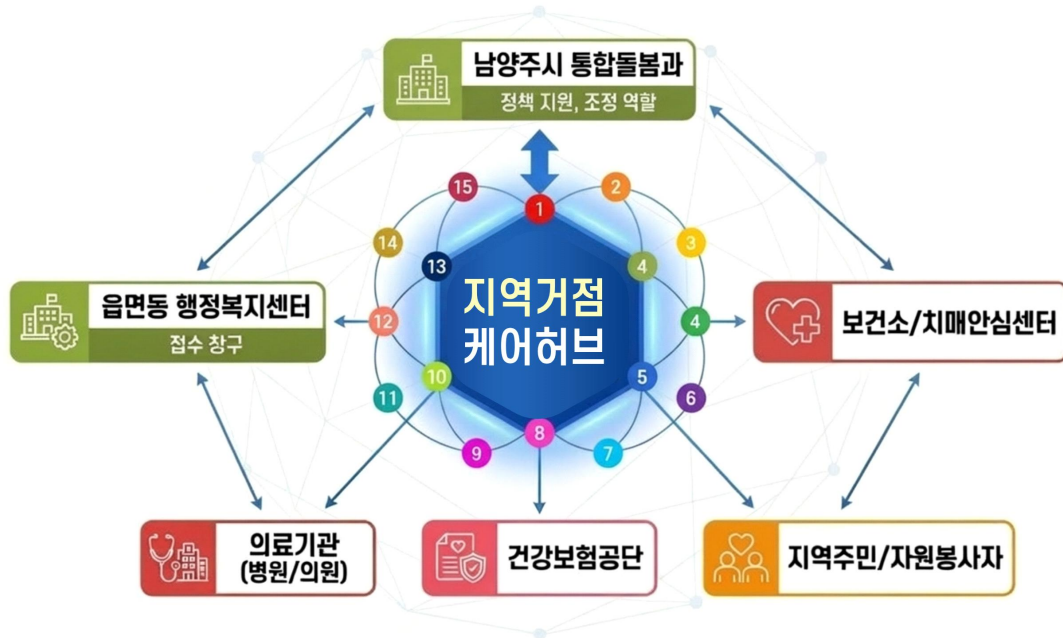 남양주시 통합돌봄과
정책 지원, 조정 역할
15
1
2
14
3
13
4
지역거점
케어허브
읍면동 행정복지센터
접수 창구
12
4
보건소/치매안심센터
10
5
11
6
8
9
7
의료기관
(병원/의원)
건강보험공단
지역주민/자원봉사자